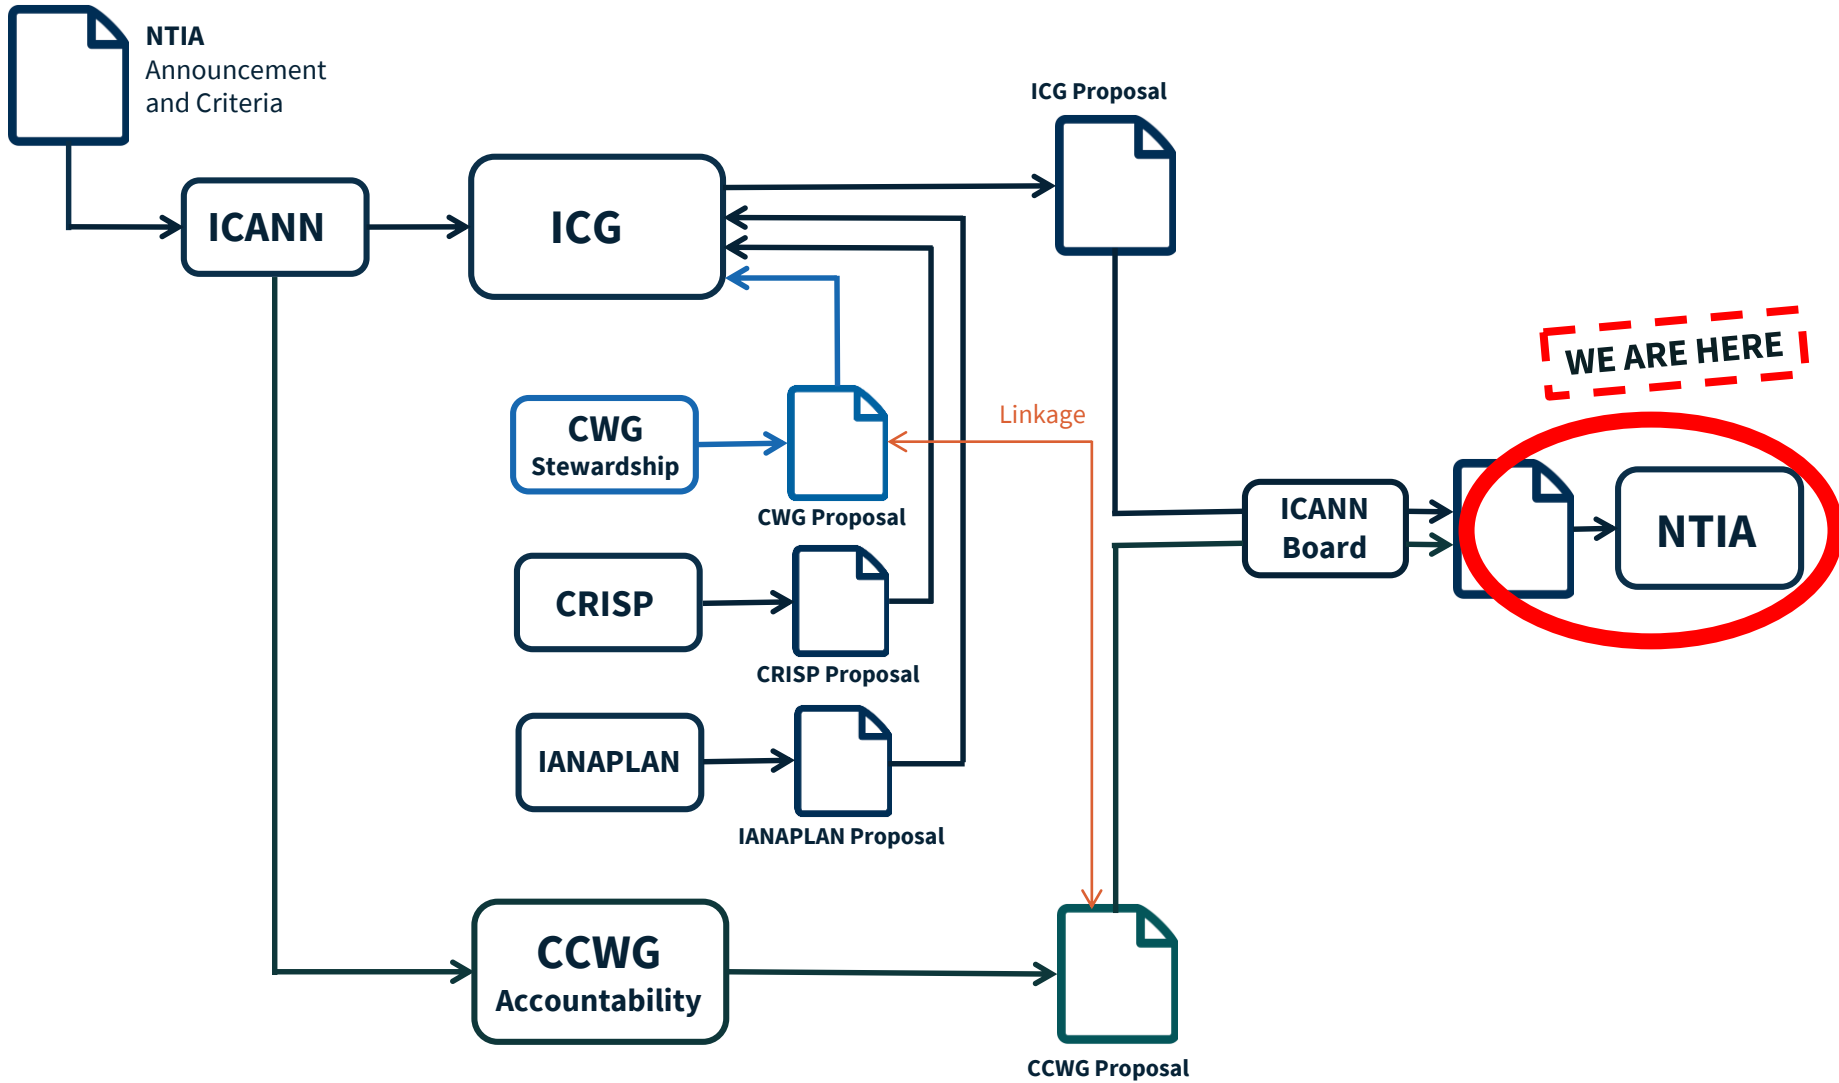 NTIA
Announcement
and Criteria
ICG Proposal
ICANN
ICG
WE ARE HERE
Linkage
CWG
Stewardship
CWG Proposal
ICANN
Board
NTIA
CRISP
CRISP Proposal
IANAPLAN
IANAPLAN Proposal
CCWG
Accountability
CCWG Proposal